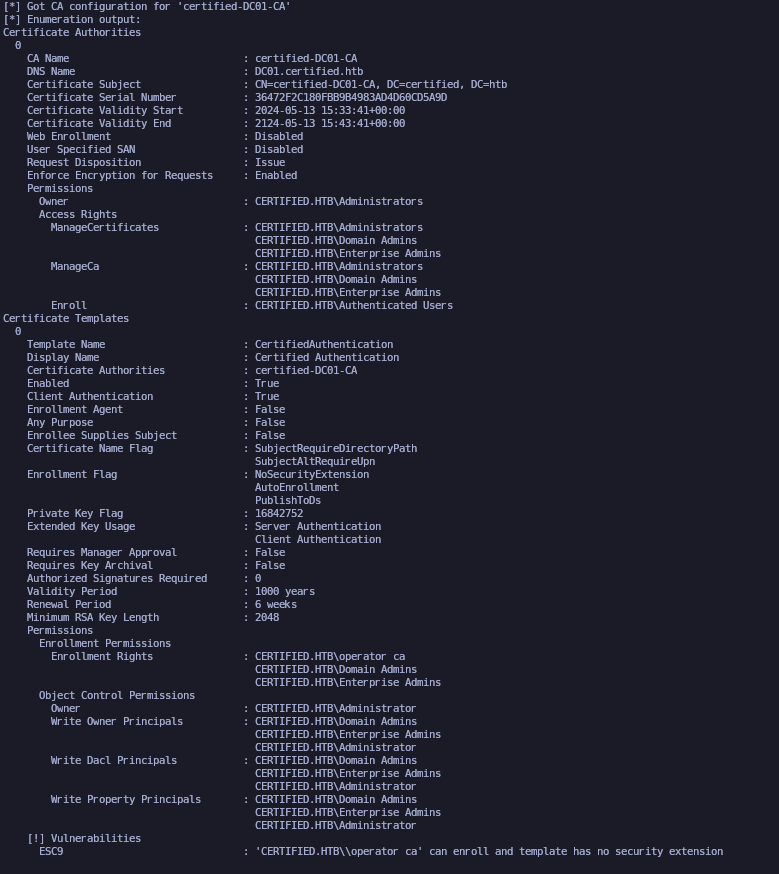 [*] Got CA configuration for 'certified-DC01-CA'
[*] Enumeration output:
Certificate Authorities
  0
    CA Name                             : certified-DC01-CA
    DNS Name                            : DC01.certified.htb
    Certificate Subject                 : CN=certified-DC01-CA, DC=certified, DC=htb
    Certificate Serial Number           : 36472F2C180FBB9B4983AD4D60CD5A9D
    Certificate Validity Start          : 2024-05-13 15:33:41+00:00
    Certificate Validity End            : 2124-05-13 15:43:41+00:00
    Web Enrollment                      : Disabled
    User Specified SAN                  : Disabled
    Request Disposition                 : Issue
    Enforce Encryption for Requests     : Enabled
    Permissions
      Owner                             : CERTIFIED.HTB\Administrators
      Access Rights
        ManageCertificates              : CERTIFIED.HTB\Administrators
                                          CERTIFIED.HTB\Domain Admins
                                          CERTIFIED.HTB\Enterprise Admins
        ManageCa                        : CERTIFIED.HTB\Administrators
                                          CERTIFIED.HTB\Domain Admins
                                          CERTIFIED.HTB\Enterprise Admins
        Enroll                          : CERTIFIED.HTB\Authenticated Users
Certificate Templates
  0
    Template Name                       : CertifiedAuthentication
    Display Name                        : Certified Authentication
    Certificate Authorities             : certified-DC01-CA
    Enabled                             : True
    Client Authentication               : True
    Enrollment Agent                    : False
    Any Purpose                         : False
    Enrollee Supplies Subject           : False
    Certificate Name Flag               : SubjectRequireDirectoryPath
                                          SubjectAltRequireUpn
    Enrollment Flag                     : NoSecurityExtension
                                          AutoEnrollment
                                          PublishToDs
    Private Key Flag                    : 16842752
    Extended Key Usage                  : Server Authentication
                                          Client Authentication
    Requires Manager Approval           : False
    Requires Key Archival               : False
    Authorized Signatures Required      : 0
    Validity Period                     : 1000 years
    Renewal Period                      : 6 weeks
    Minimum RSA Key Length              : 2048
    Permissions
      Enrollment Permissions
        Enrollment Rights               : CERTIFIED.HTB\operator ca
                                          CERTIFIED.HTB\Domain Admins
                                          CERTIFIED.HTB\Enterprise Admins
      Object Control Permissions
        Owner                           : CERTIFIED.HTB\Administrator
        Write Owner Principals          : CERTIFIED.HTB\Domain Admins
                                          CERTIFIED.HTB\Enterprise Admins
                                          CERTIFIED.HTB\Administrator
        Write Dacl Principals           : CERTIFIED.HTB\Domain Admins
                                          CERTIFIED.HTB\Enterprise Admins
                                          CERTIFIED.HTB\Administrator
        Write Property Principals       : CERTIFIED.HTB\Domain Admins
                                          CERTIFIED.HTB\Enterprise Admins
                                          CERTIFIED.HTB\Administrator
    [!] Vulnerabilities
      ESC9                              : 'CERTIFIED.HTB\\operator ca' can enroll and template has no security extension